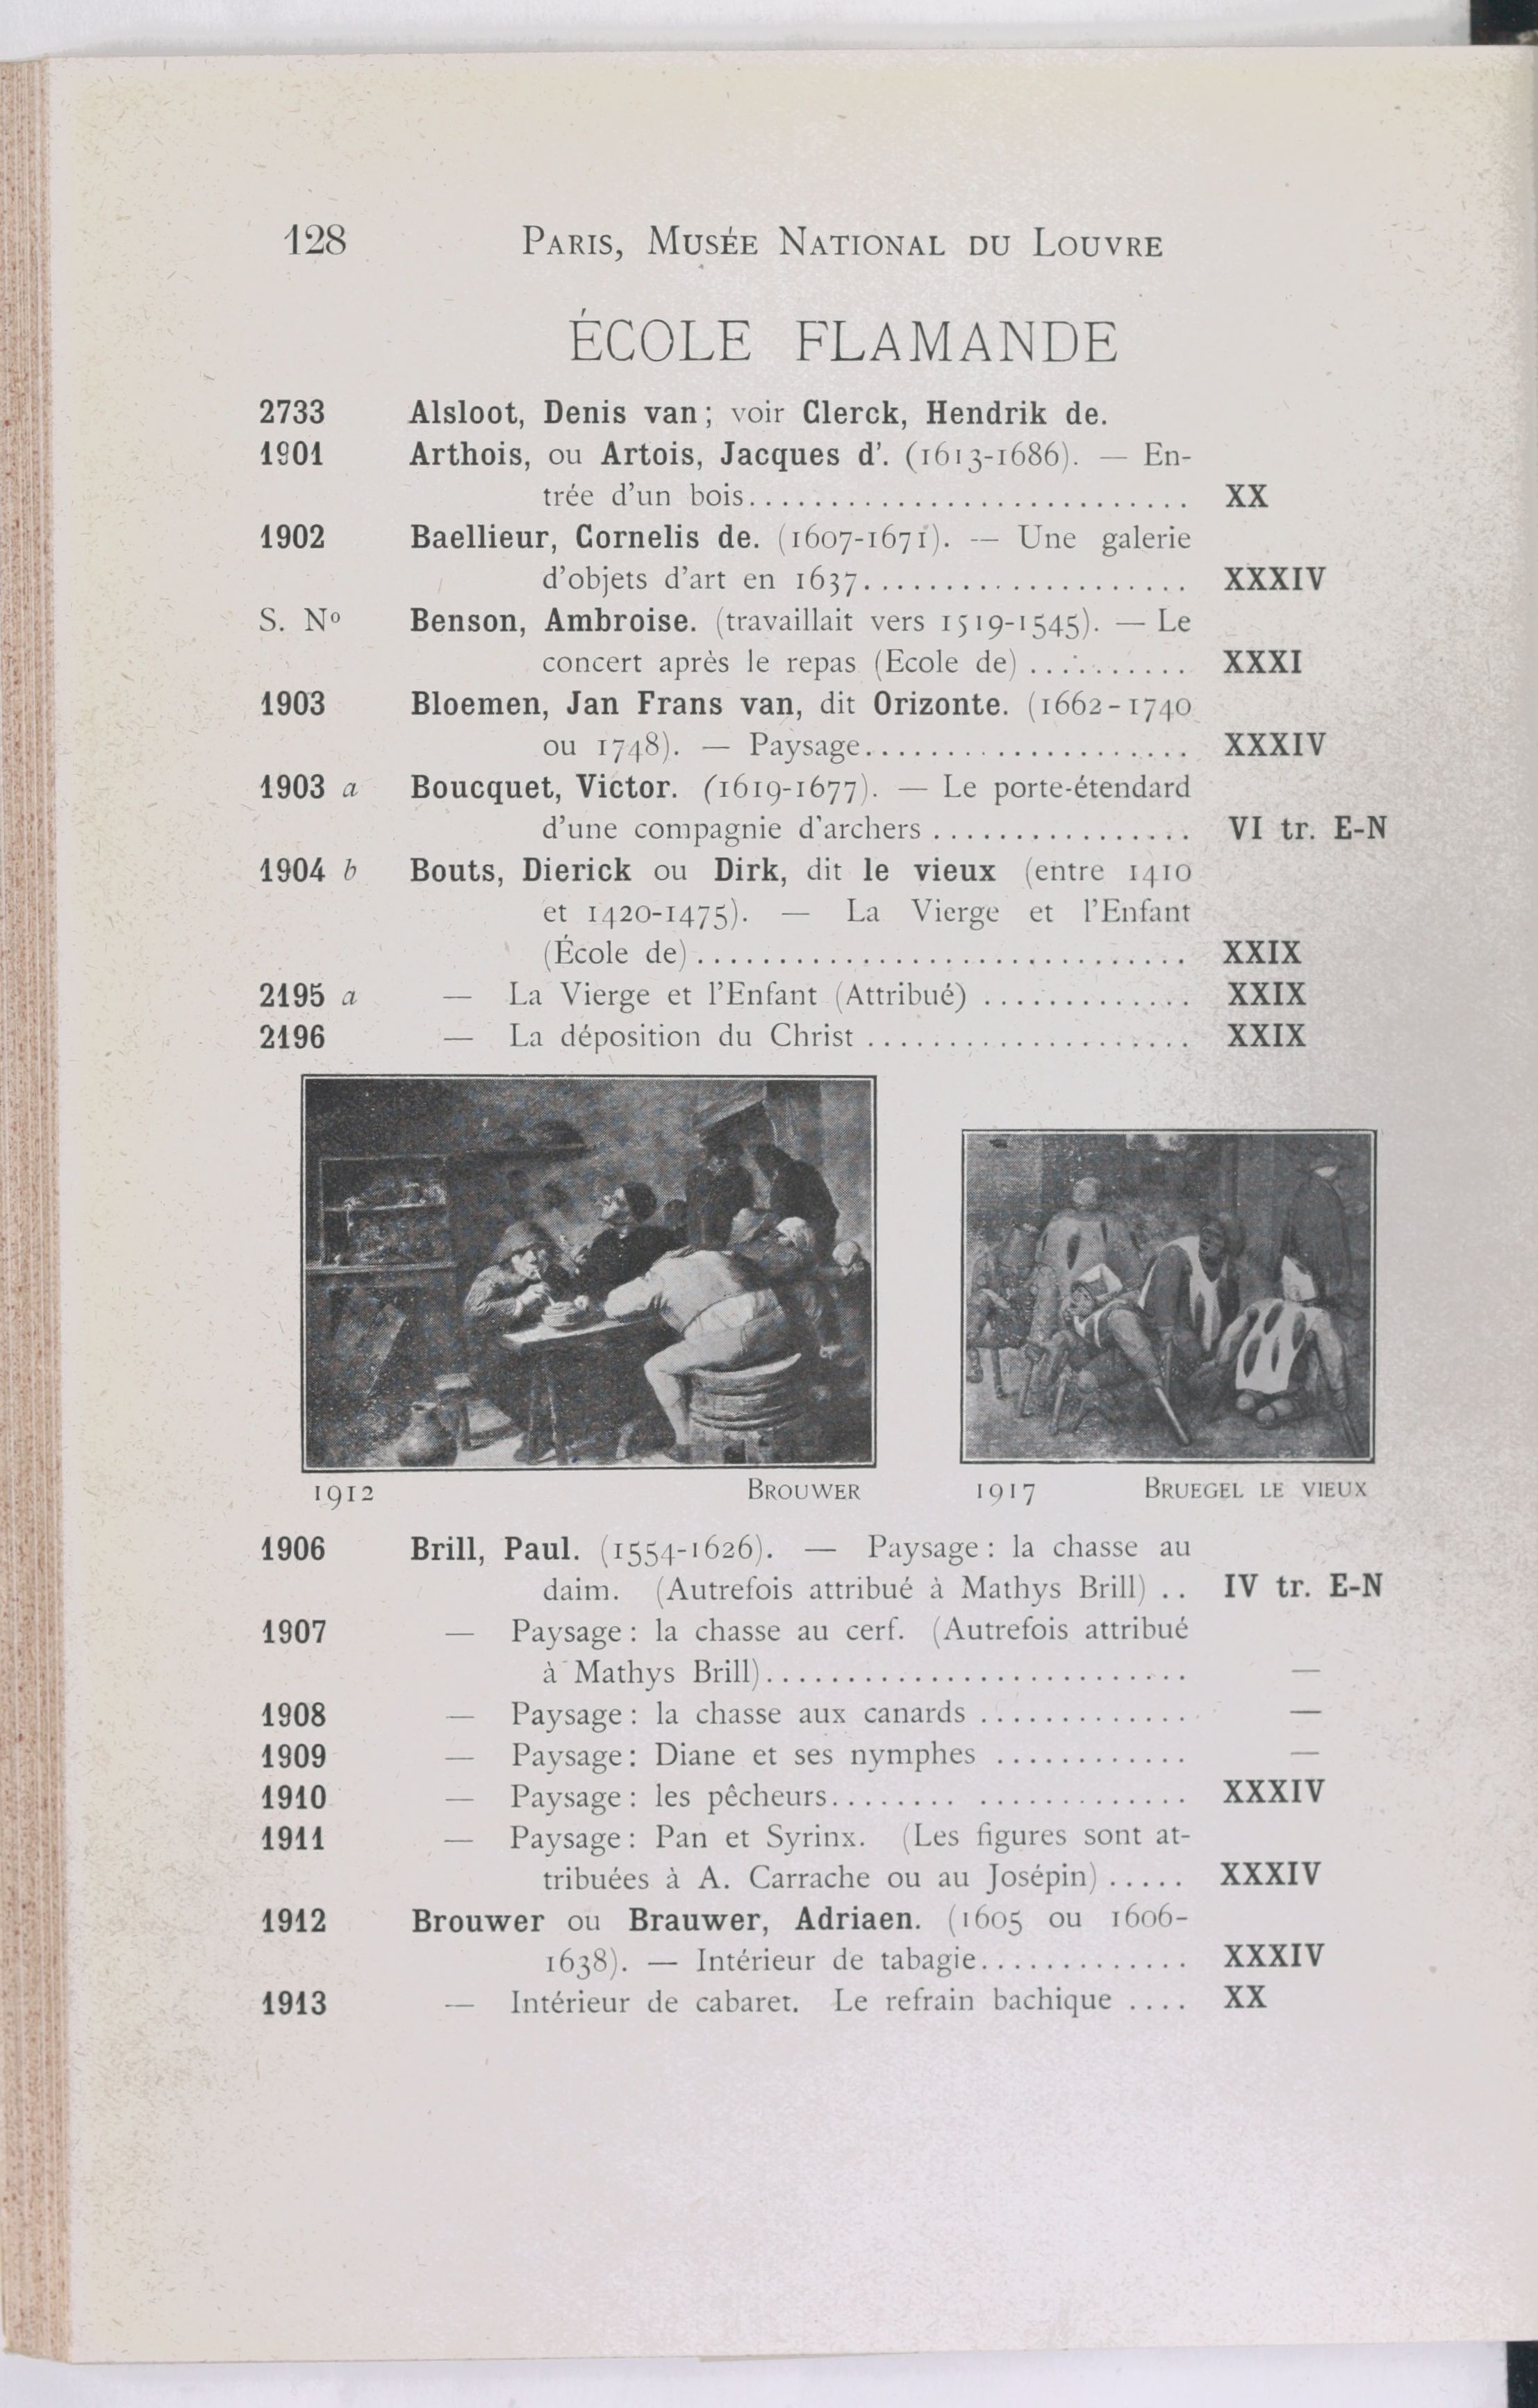 128 PARIS, MUSÉE NATIONAL DU LOUVRE
ÉCOLE FLAMANDE
2733 Alsloot, Denis van; voir Clerck, Hendrik de.
1901 Arthois, ou Artois, Jacques d'. (1613-1686). — En-
trée d'un bois........................... XX
1902 Baellieur, Cornelis de. (1607-1671). — Une galerie
d'objets d'art en 1637.................... XXXIV
S. Nº Benson, Ambroise. (travaillait vers 1519-1545). — Le
concert après le repas (Ecole de) .......... XXXI
1903 Bloemen, Jan Frans van, dit Orizonte. (1662-1740
ou 1748). — Paysage.................... XXXIV
1903 a Boucquet, Victor. (1619-1677). — Le porte-étendard
d'une compagnie d'archers ................ VI tr. E-N
1904 b Bouts, Dierick ou Dirk, dit le vieux (entre 1410
et 1420-1475). — La Vierge et l'Enfant
(École de).............................. XXIX
2195 a — La Vierge et l'Enfant (Attribué) ............. XXIX
2196 — La déposition du Christ .................... XXIX
1912 BROUWER 1917 BRUEGEL LE VIEUX
1906 Brill, Paul. (1554-1626). — Paysage: la chasse au
daim. (Autrefois attribué à Mathys Brill) .. IV tr. E-N
1907 — Paysage: la chasse au cerf. (Autrefois attribué
à Mathys Brill).......................... —
1908 — Paysage: la chasse aux canards ............. —
1909 — Paysage: Diane et ses nymphes ............ —
1910 — Paysage: les pêcheurs........ ............. XXXIV
1911 — Paysage: Pan et Syrinx. (Les figures sont at-
tribuées à A. Carrache ou au Josépin) ..... XXXIV
1912 Brouwer ou Brauwer, Adriaen. (1605 ou 1606-
1638). — Intérieur de tabagie............. XXXIV
1913 — Intérieur de cabaret. Le refrain bachique .... XX